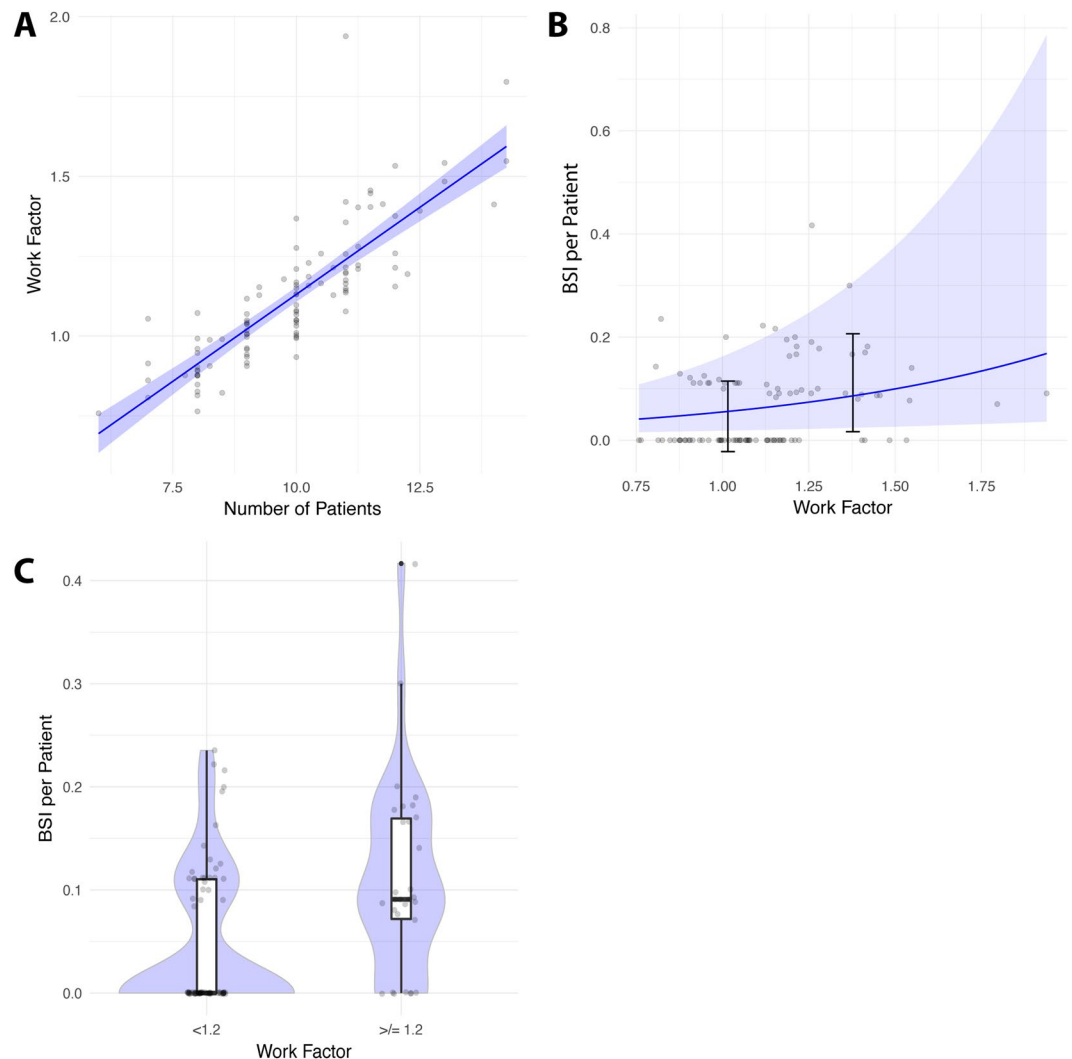 A
2.0
1.5
1.0
Work Factor
7.5 10.0 12.5
Number of Patients
B
0.8
0.6
0.4
0.2
0.0
BSI per Patient
0.75 1.00 1.25 1.50 1.75
Work Factor
C
0.4
0.3
0.2
0.1
0.0
BSI per Patient
<1.2 >/= 1.2
Work Factor